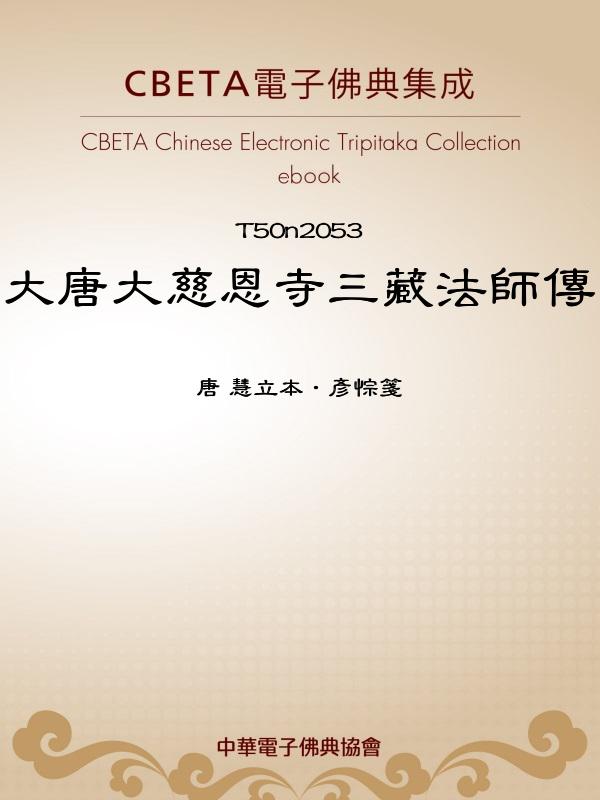 CBETA電子佛典集成
CBETA Chinese Electronic Tripitaka Collection
ebook
T50n2053
大唐大慈恩寺三藏法師傳
唐 慧立本．彥悰箋
中華電子佛典協會